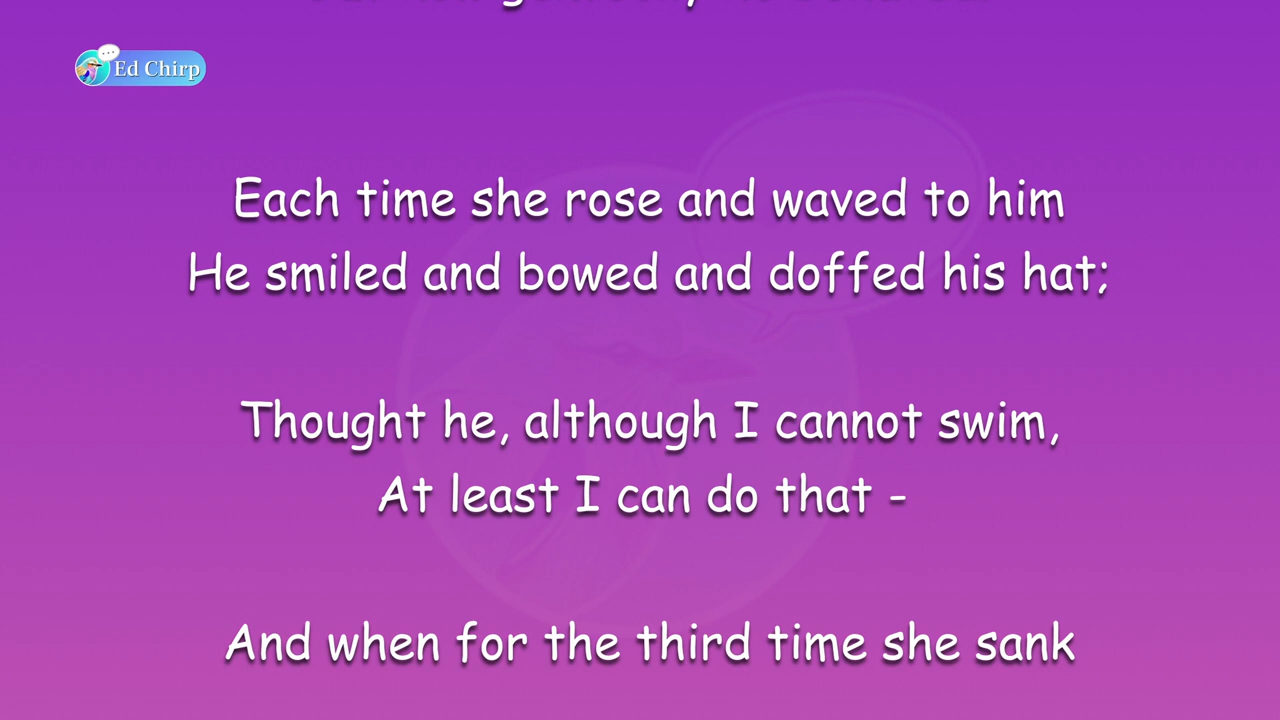 Ed Chirp
Each time she rose and waved to him
He smiled and bowed and doffed his hat;
Thought he, although I cannot swim,
At least I can do that -
And when for the third time she sank